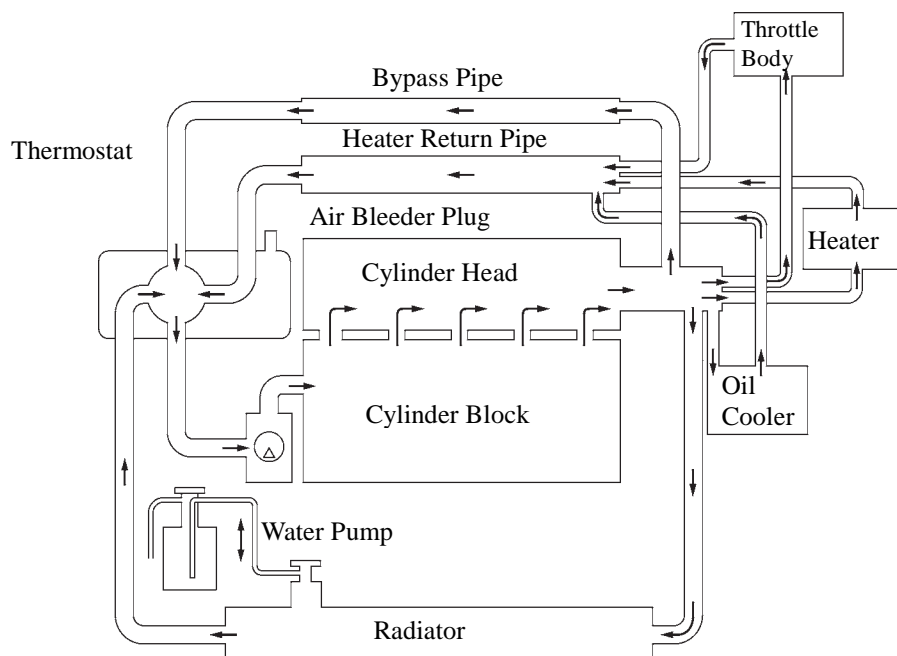 Throttle
Body
Bypass Pipe
Thermostat
Heater Return Pipe
Air Bleeder Plug
Heater
Cylinder Head
Oil
Cooler
Cylinder Block
Water Pump
Radiator